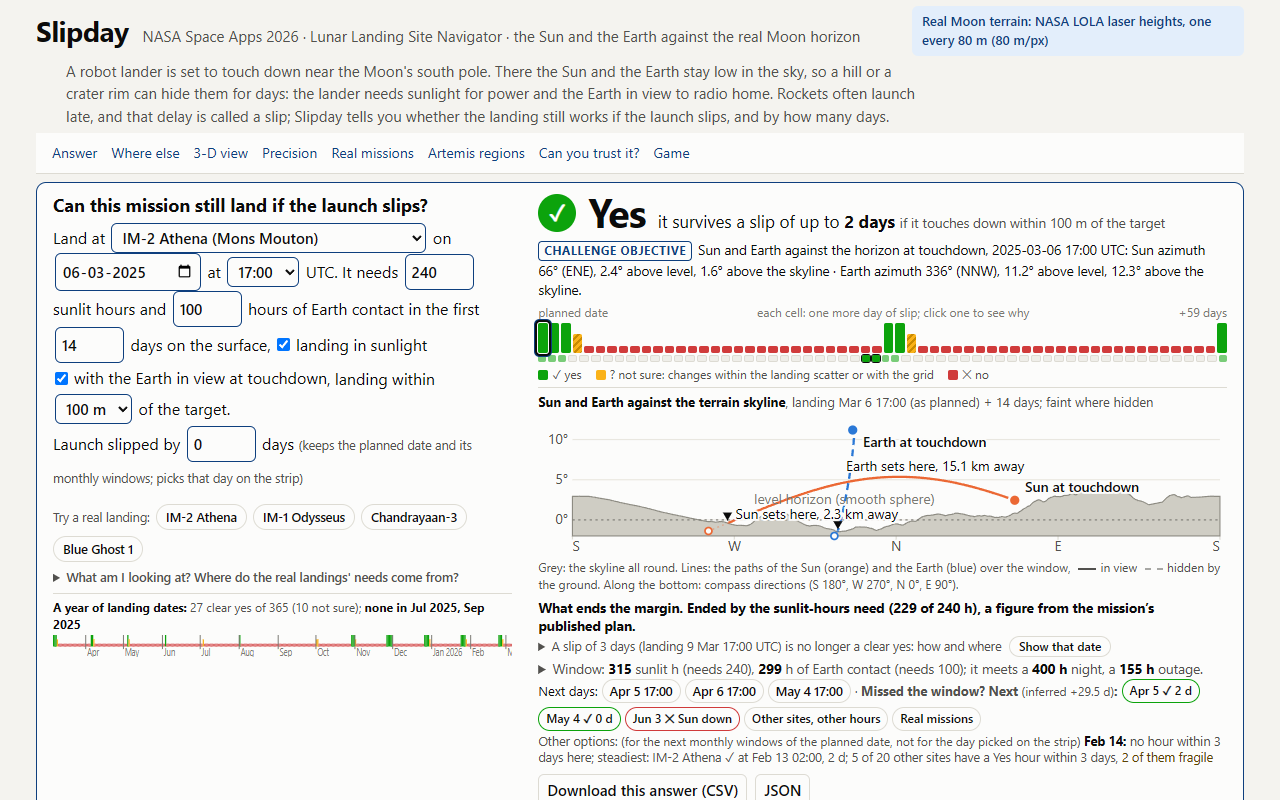 Slipday NASA Space Apps 2026 · Lunar Landing Site Navigator · the Sun and the Earth against the real Moon horizon
Real Moon terrain: NASA LOLA laser heights, one
every 80 m (80 m/px)
A robot lander is set to touch down near the Moon's south pole. There the Sun and the Earth stay low in the sky, so a hill or a
crater rim can hide them for days: the lander needs sunlight for power and the Earth in view to radio home. Rockets often launch
late, and that delay is called a slip; Slipday tells you whether the landing still works if the launch slips, and by how many days.
Answer Where else 3-D view Precision Real missions Artemis regions Can you trust it? Game
Can this mission still land if the launch slips?
Land at IM-2 Athena (Mons Mouton) on
06-03-2025 at 17:00 UTC. It needs 240
sunlit hours and 100 hours of Earth contact in the first
14 days on the surface, landing in sunlight
with the Earth in view at touchdown, landing within
100 m of the target.
Launch slipped by 0 days (keeps the planned date and its
monthly windows; picks that day on the strip)
Try a real landing: IM-2 Athena IM-1 Odysseus Chandrayaan-3
Blue Ghost 1
▶ What am I looking at? Where do the real landings' needs come from?
A year of landing dates: 27 clear yes of 365 (10 not sure); none in Jul 2025, Sep
2025
Apr May Jun Jul Aug Sep Oct Nov Dec Jan 2026 Feb
✓ Yes it survives a slip of up to 2 days if it touches down within 100 m of the target
CHALLENGE OBJECTIVE Sun and Earth against the horizon at touchdown, 2025-03-06 17:00 UTC: Sun azimuth
66° (ENE), 2.4° above level, 1.6° above the skyline · Earth azimuth 336° (NNW), 11.2° above level, 12.3° above the
skyline.
planned date each cell: one more day of slip; click one to see why +59 days
✓ yes ? not sure: changes within the landing scatter or with the grid ✕ no
Sun and Earth against the terrain skyline, landing Mar 6 17:00 (as planned) + 14 days; faint where hidden
10°
Earth at touchdown
Earth sets here, 15.1 km away
5°
Sun at touchdown
level horizon (smooth sphere)
Sun sets here, 2.3 km away
0°
S W N E S
Grey: the skyline all round. Lines: the paths of the Sun (orange) and the Earth (blue) over the window, in view hidden by
the ground. Along the bottom: compass directions (S 180°, W 270°, N 0°, E 90°).
What ends the margin. Ended by the sunlit-hours need (229 of 240 h), a figure from the mission's
published plan.
▶ A slip of 3 days (landing 9 Mar 17:00 UTC) is no longer a clear yes: how and where Show that date
▶ Window: 315 sunlit h (needs 240), 299 h of Earth contact (needs 100); it meets a 400 h night, a 155 h outage.
Next days: Apr 5 17:00 Apr 6 17:00 May 4 17:00 · Missed the window? Next (inferred +29.5 d): Apr 5 ✓ 2 d
May 4 ✓ 0 d Jun 3 ✕ Sun down Other sites, other hours Real missions
Other options: (for the next monthly windows of the planned date, not for the day picked on the strip) Feb 14: no hour within 3
days here; steadiest: IM-2 Athena ✓ at Feb 13 02:00, 2 d; 5 of 20 other sites have a Yes hour within 3 days, 2 of them fragile
Download this answer (CSV) JSON